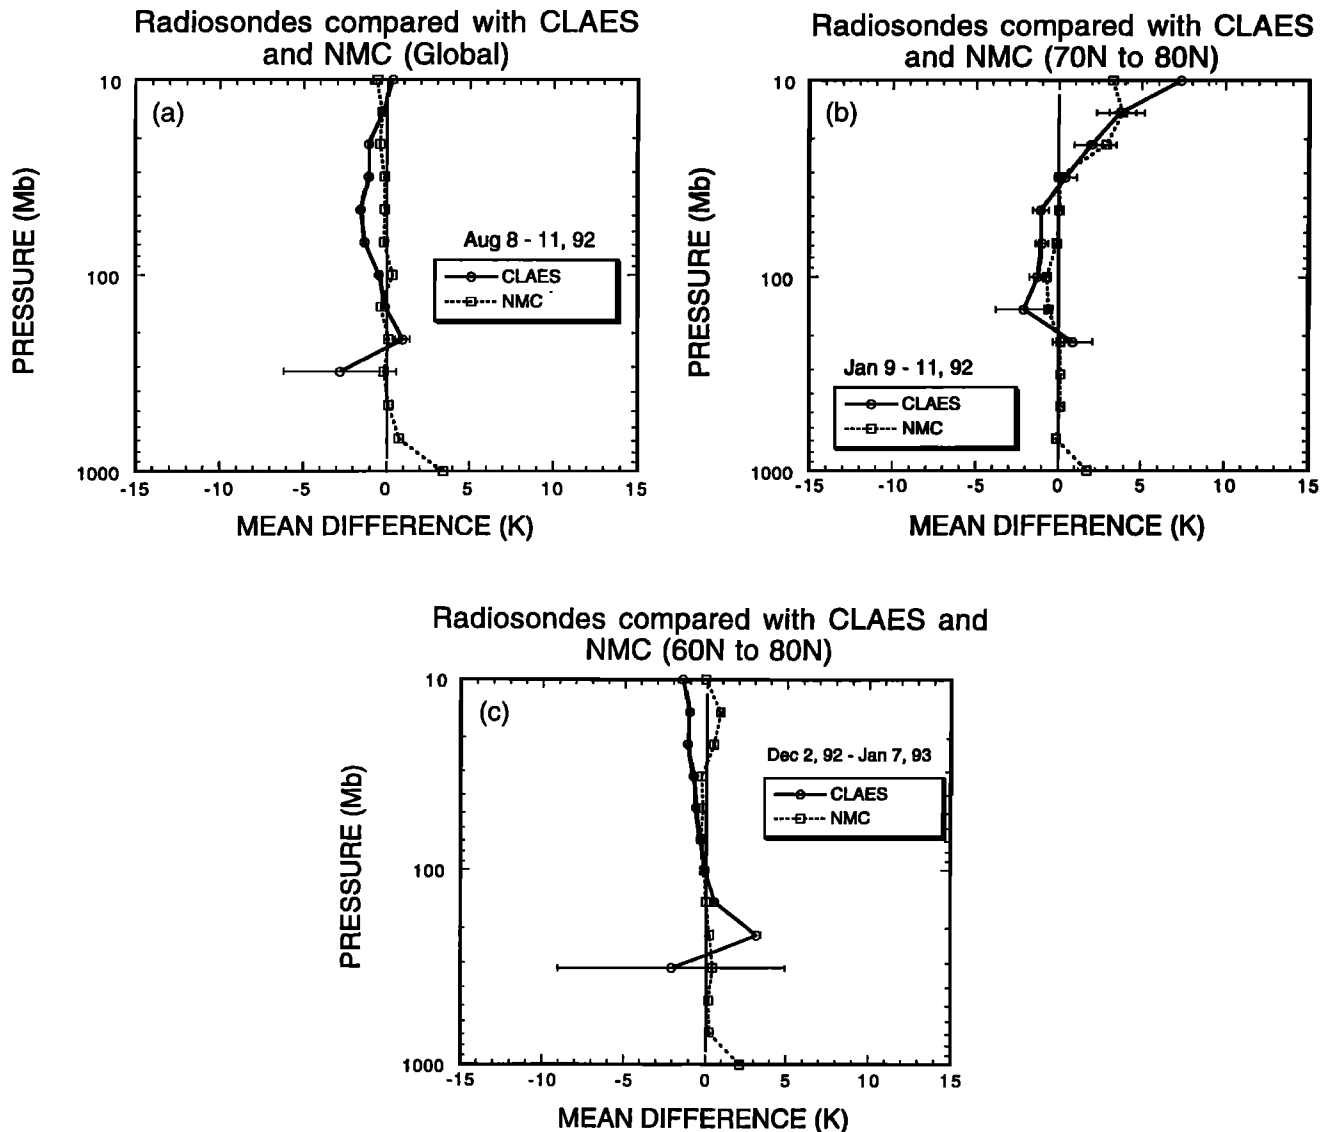 Radiosondes compared with CLAES
and NMC (Global)
(a)
10
100
1000
PRESSURE (Mb)
Aug 8 - 11, 92
CLAES
NMC
-15 -10 -5 0 5 10 15
MEAN DIFFERENCE (K)
Radiosondes compared with CLAES
and NMC (70N to 80N)
(b)
10
100
1000
PRESSURE (Mb)
Jan 9 - 11, 92
CLAES
NMC
-15 -10 -5 0 5 10 15
MEAN DIFFERENCE (K)
Radiosondes compared with CLAES and
NMC (60N to 80N)
(c)
10
100
1000
PRESSURE (Mb)
Dec 2, 92 - Jan 7, 93
CLAES
NMC
-15 -10 -5 0 5 10 15
MEAN DIFFERENCE (K)